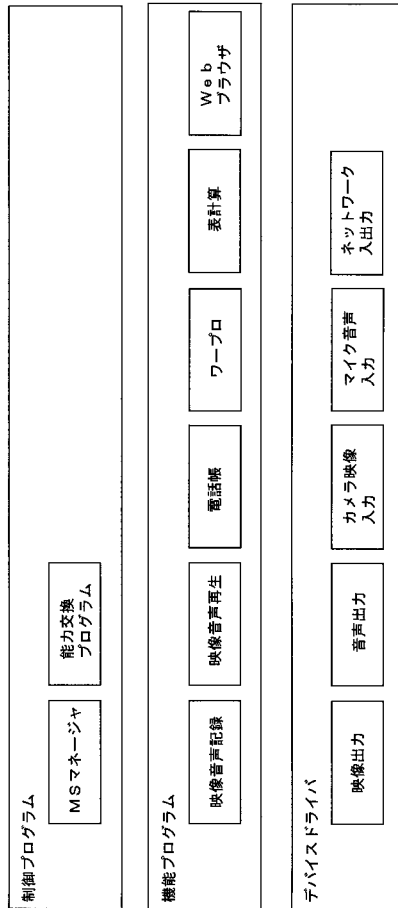 制御プログラム
MSマネージャ
能力交換
プログラム
機能プログラム
映像音声記録
映像音声再生
電話帳
ワープロ
表計算
Web
ブラウザ
デバイスドライバ
映像出力
音声出力
カメラ映像
入力
マイク音声
入力
ネットワーク
入出力